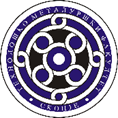 ТЕХНОЛОШКО МЕТАЛУРШКИ ФАКУЛТЕТ
СКОПЈЕ